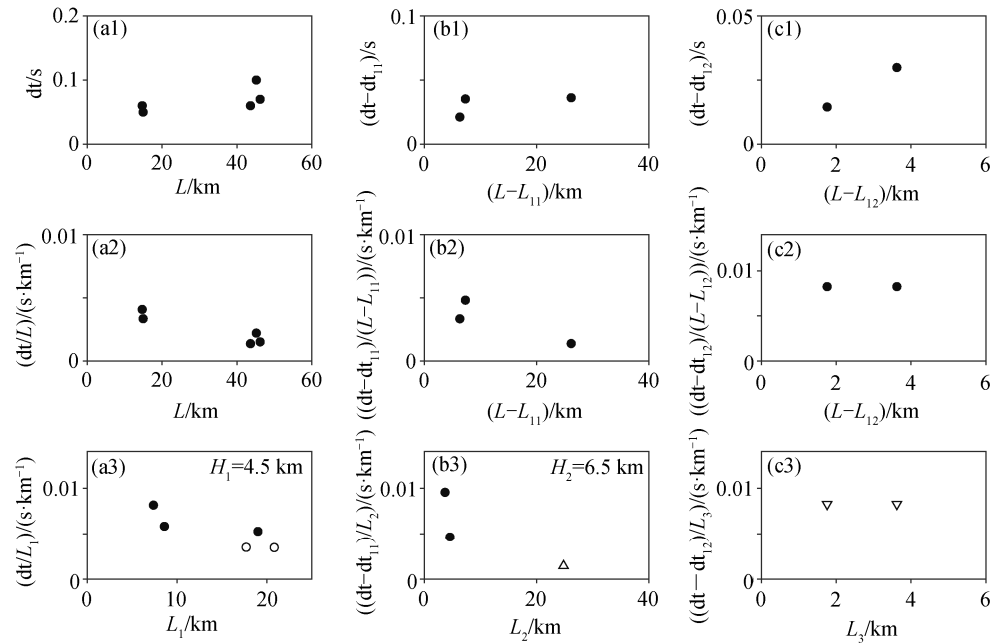 (a1)
0.2
0.1
0
dt/s
0 20 40 60
L/km
(b1)
0.1
0
(dt−dt₁₁)/s
0 20 40
(L−L₁₁)/km
(c1)
0.05
0
(dt−dt₁₂)/s
0 2 4 6
(L−L₁₂)/km
(a2)
0.01
0
(dt/L)/(s·km⁻¹)
0 20 40 60
L/km
(b2)
0.01
0
((dt−dt₁₁)/(L−L₁₁))/(s·km⁻¹)
0 20 40
(L−L₁₁)/km
(c2)
0.01
0
((dt−dt₁₂)/(L−L₁₂))/(s·km⁻¹)
0 2 4 6
(L−L₁₂)/km
(a3)
H₁=4.5 km
0.01
0
(dt/L₁)/(s·km⁻¹)
0 10 20
L₁/km
(b3)
H₂=6.5 km
0.01
0
((dt−dt₁₁)/L₂)/(s·km⁻¹)
0 10 20 30
L₂/km
(c3)
0.01
0
((dt—dt₁₂)/L₃)/(s·km⁻¹)
0 2 4 6
L₃/km